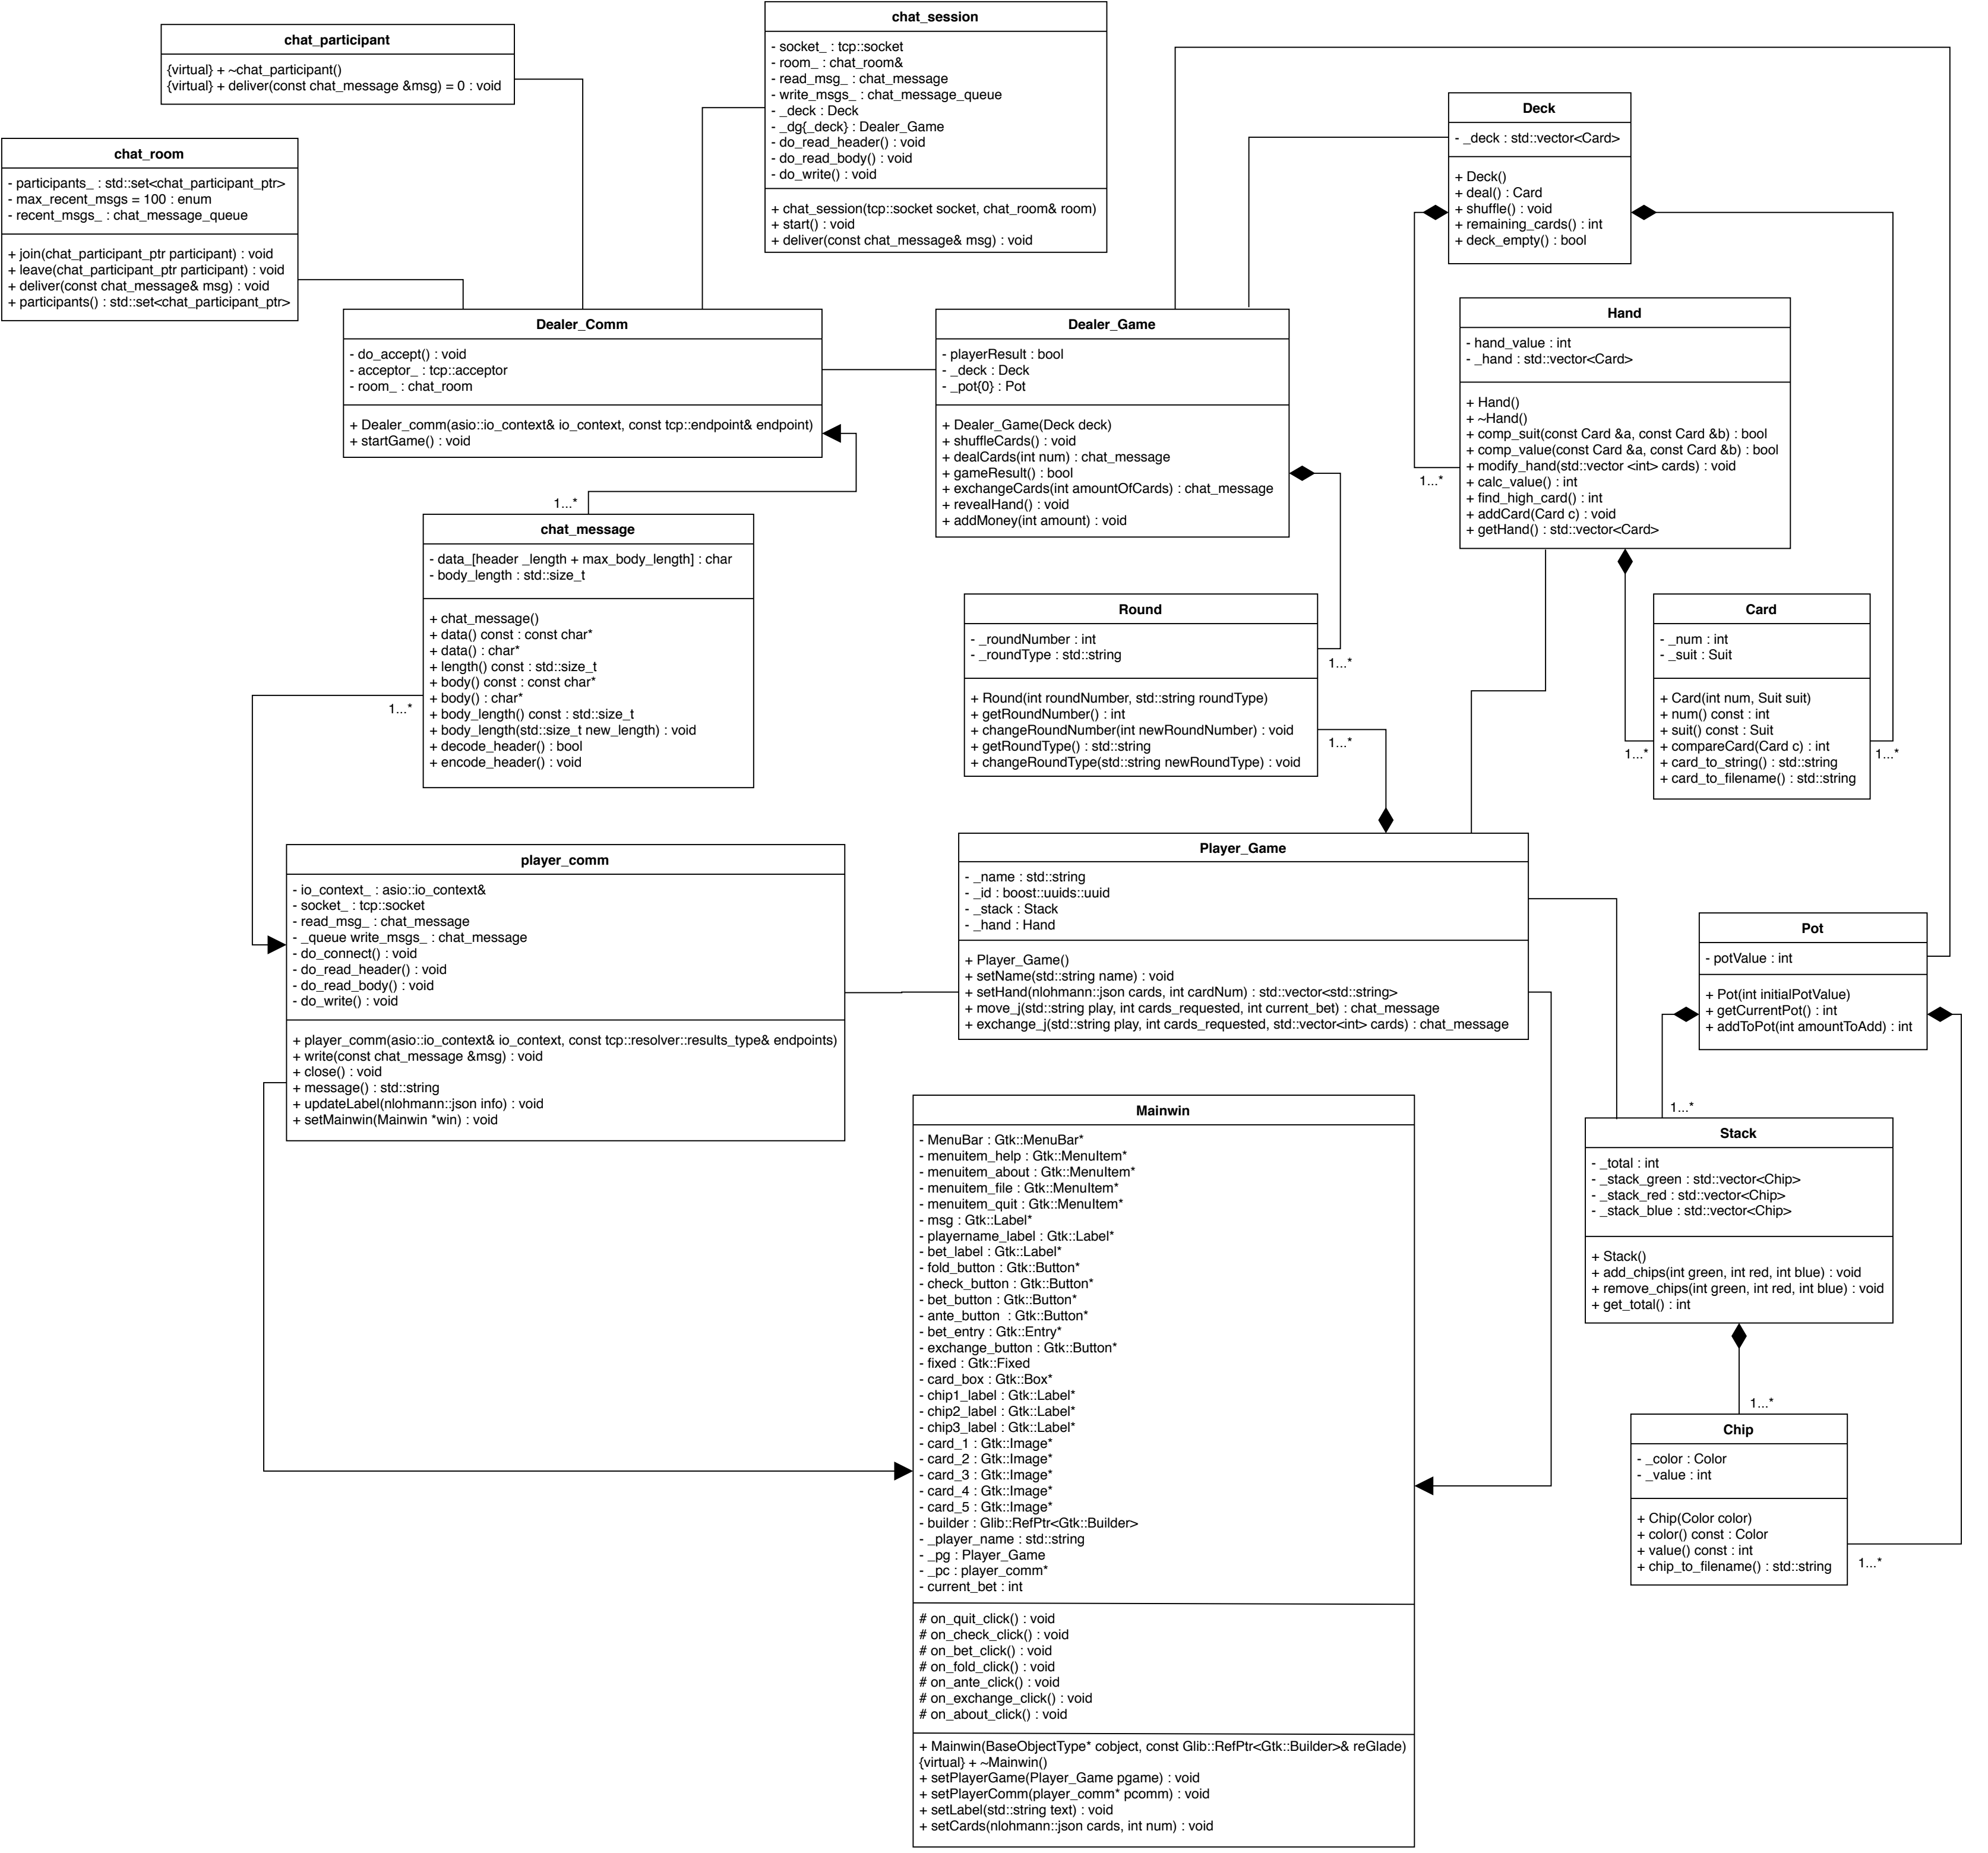 chat_participant
{virtual} + ~chat_participant()
{virtual} + deliver(const chat_message &msg) = 0 : void
chat_session
- socket_ : tcp::socket
- room_ : chat_room&
- read_msg_ : chat_message
- write_msgs_ : chat_message_queue
- _deck : Deck
- _dg{_deck} : Dealer_Game
- do_read_header() : void
- do_read_body() : void
- do_write() : void
+ chat_session(tcp::socket socket, chat_room& room)
+ start() : void
+ deliver(const chat_message& msg) : void
chat_room
- participants_ : std::set<chat_participant_ptr>
- max_recent_msgs = 100 : enum
- recent_msgs_ : chat_message_queue
+ join(chat_participant_ptr participant) : void
+ leave(chat_participant_ptr participant) : void
+ deliver(const chat_message& msg) : void
+ participants() : std::set<chat_participant_ptr>
Deck
- _deck : std::vector<Card>
+ Deck()
+ deal() : Card
+ shuffle() : void
+ remaining_cards() : int
+ deck_empty() : bool
Dealer_Comm
- do_accept() : void
- acceptor_ : tcp::acceptor
- room_ : chat_room
+ Dealer_comm(asio::io_context& io_context, const tcp::endpoint& endpoint)
+ startGame() : void
Dealer_Game
- playerResult : bool
- _deck : Deck
- _pot{0} : Pot
+ Dealer_Game(Deck deck)
+ shuffleCards() : void
+ dealCards(int num) : chat_message
+ gameResult() : bool
+ exchangeCards(int amountOfCards) : chat_message
+ revealHand() : void
+ addMoney(int amount) : void
Hand
- hand_value : int
- _hand : std::vector<Card>
+ Hand()
+ ~Hand()
+ comp_suit(const Card &a, const Card &b) : bool
+ comp_value(const Card &a, const Card &b) : bool
+ modify_hand(std::vector <int> cards) : void
+ calc_value() : int
+ find_high_card() : int
+ addCard(Card c) : void
+ getHand() : std::vector<Card>
1...*
1...*
chat_message
- data_[header _length + max_body_length] : char
- body_length : std::size_t
+ chat_message()
+ data() const : const char*
+ data() : char*
+ length() const : std::size_t
+ body() const : const char*
+ body() : char*
+ body_length() const : std::size_t
+ body_length(std::size_t new_length) : void
+ decode_header() : bool
+ encode_header() : void
1...*
Round
- _roundNumber : int
- _roundType : std::string
+ Round(int roundNumber, std::string roundType)
+ getRoundNumber() : int
+ changeRoundNumber(int newRoundNumber) : void
+ getRoundType() : std::string
+ changeRoundType(std::string newRoundType) : void
1...*
1...*
Card
- _num : int
- _suit : Suit
+ Card(int num, Suit suit)
+ num() const : int
+ suit() const : Suit
+ compareCard(Card c) : int
+ card_to_string() : std::string
+ card_to_filename() : std::string
1...*
1...*
player_comm
- io_context_ : asio::io_context&
- socket_ : tcp::socket
- read_msg_ : chat_message
- _queue write_msgs_ : chat_message
- do_connect() : void
- do_read_header() : void
- do_read_body() : void
- do_write() : void
+ player_comm(asio::io_context& io_context, const tcp::resolver::results_type& endpoints)
+ write(const chat_message &msg) : void
+ close() : void
+ message() : std::string
+ updateLabel(nlohmann::json info) : void
+ setMainwin(Mainwin *win) : void
Player_Game
- _name : std::string
- _id : boost::uuids::uuid
- _stack : Stack
- _hand : Hand
+ Player_Game()
+ setName(std::string name) : void
+ setHand(nlohmann::json cards, int cardNum) : std::vector<std::string>
+ move_j(std::string play, int cards_requested, int current_bet) : chat_message
+ exchange_j(std::string play, int cards_requested, std::vector<int> cards) : chat_message
Pot
- potValue : int
+ Pot(int initialPotValue)
+ getCurrentPot() : int
+ addToPot(int amountToAdd) : int
1...*
Mainwin
- MenuBar : Gtk::MenuBar*
- menuitem_help : Gtk::MenuItem*
- menuitem_about : Gtk::MenuItem*
- menuitem_file : Gtk::MenuItem*
- menuitem_quit : Gtk::MenuItem*
- msg : Gtk::Label*
- playername_label : Gtk::Label*
- bet_label : Gtk::Label*
- fold_button : Gtk::Button*
- check_button : Gtk::Button*
- bet_button : Gtk::Button*
- ante_button  : Gtk::Button*
- bet_entry : Gtk::Entry*
- exchange_button : Gtk::Button*
- fixed : Gtk::Fixed
- card_box : Gtk::Box*
- chip1_label : Gtk::Label*
- chip2_label : Gtk::Label*
- chip3_label : Gtk::Label*
- card_1 : Gtk::Image*
- card_2 : Gtk::Image*
- card_3 : Gtk::Image*
- card_4 : Gtk::Image*
- card_5 : Gtk::Image*
- builder : Glib::RefPtr<Gtk::Builder>
- _player_name : std::string
- _pg : Player_Game
- _pc : player_comm*
- current_bet : int
# on_quit_click() : void
# on_check_click() : void
# on_bet_click() : void
# on_fold_click() : void
# on_ante_click() : void
# on_exchange_click() : void
# on_about_click() : void
+ Mainwin(BaseObjectType* cobject, const Glib::RefPtr<Gtk::Builder>& reGlade)
{virtual} + ~Mainwin()
+ setPlayerGame(Player_Game pgame) : void
+ setPlayerComm(player_comm* pcomm) : void
+ setLabel(std::string text) : void
+ setCards(nlohmann::json cards, int num) : void
Stack
- _total : int
- _stack_green : std::vector<Chip>
- _stack_red : std::vector<Chip>
- _stack_blue : std::vector<Chip>
+ Stack()
+ add_chips(int green, int red, int blue) : void
+ remove_chips(int green, int red, int blue) : void
+ get_total() : int
1...*
Chip
- _color : Color
- _value : int
+ Chip(Color color)
+ color() const : Color
+ value() const : int
+ chip_to_filename() : std::string
1...*